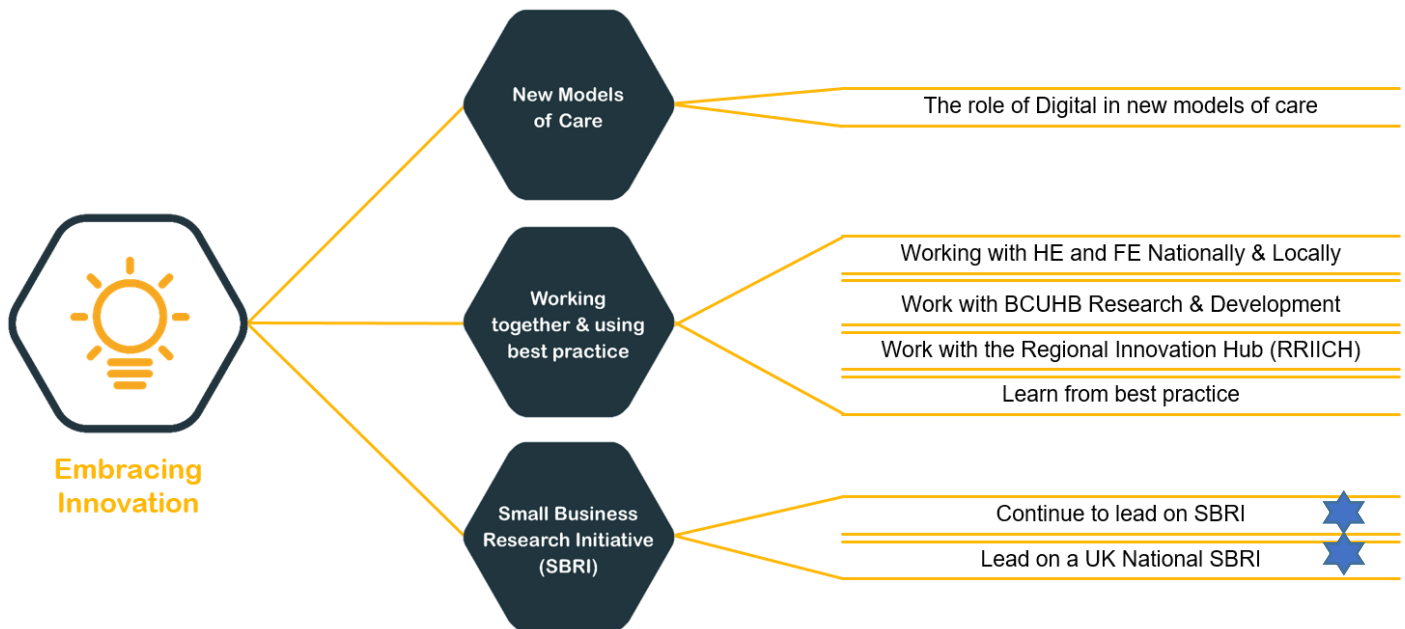 Embracing
Innovation
New Models
of Care
The role of Digital in new models of care
Working
together & using
best practice
Working with HE and FE Nationally & Locally
Work with BCUHB Research & Development
Work with the Regional Innovation Hub (RRIICH)
Learn from best practice
Small Business
Research Initiative
(SBRI)
Continue to lead on SBRI
Lead on a UK National SBRI